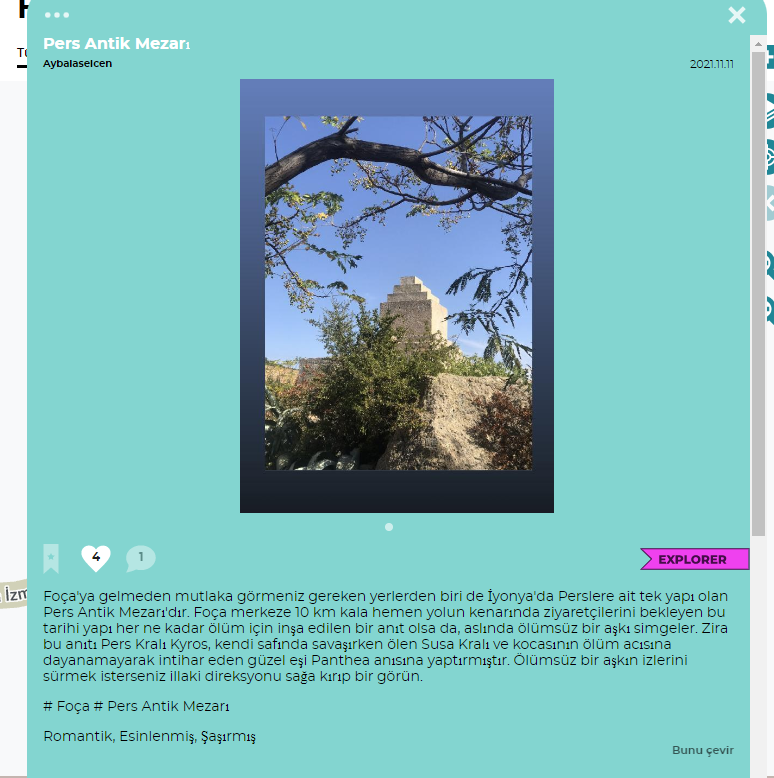 Pers Antik Mezarı
Aybalaselcen
2021.11.11
4
1
EXPLORER
İzm
Foça'ya gelmeden mutlaka görmeniz gereken yerlerden biri de İyonya'da Perslere ait tek yapı olan
Pers Antik Mezarı'dır. Foça merkeze 10 km kala hemen yolun kenarında ziyaretçilerini bekleyen bu
tarihi yapı her ne kadar ölüm için inşa edilen bir anıt olsa da, aslında ölümsüz bir aşkı simgeler. Zira
bu anıtı Pers Kralı Kyros, kendi safında savaşırken ölen Susa Kralı ve kocasının ölüm acısına
dayanamayarak intihar eden güzel eşi Panthea anısına yaptırmıştır. Ölümsüz bir aşkın izlerini
sürmek isterseniz illaki direksyonu sağa kırıp bir görün.
# Foça # Pers Antik Mezarı
Romantik, Esinlenmiş, Şaşırmış
Bunu çevir